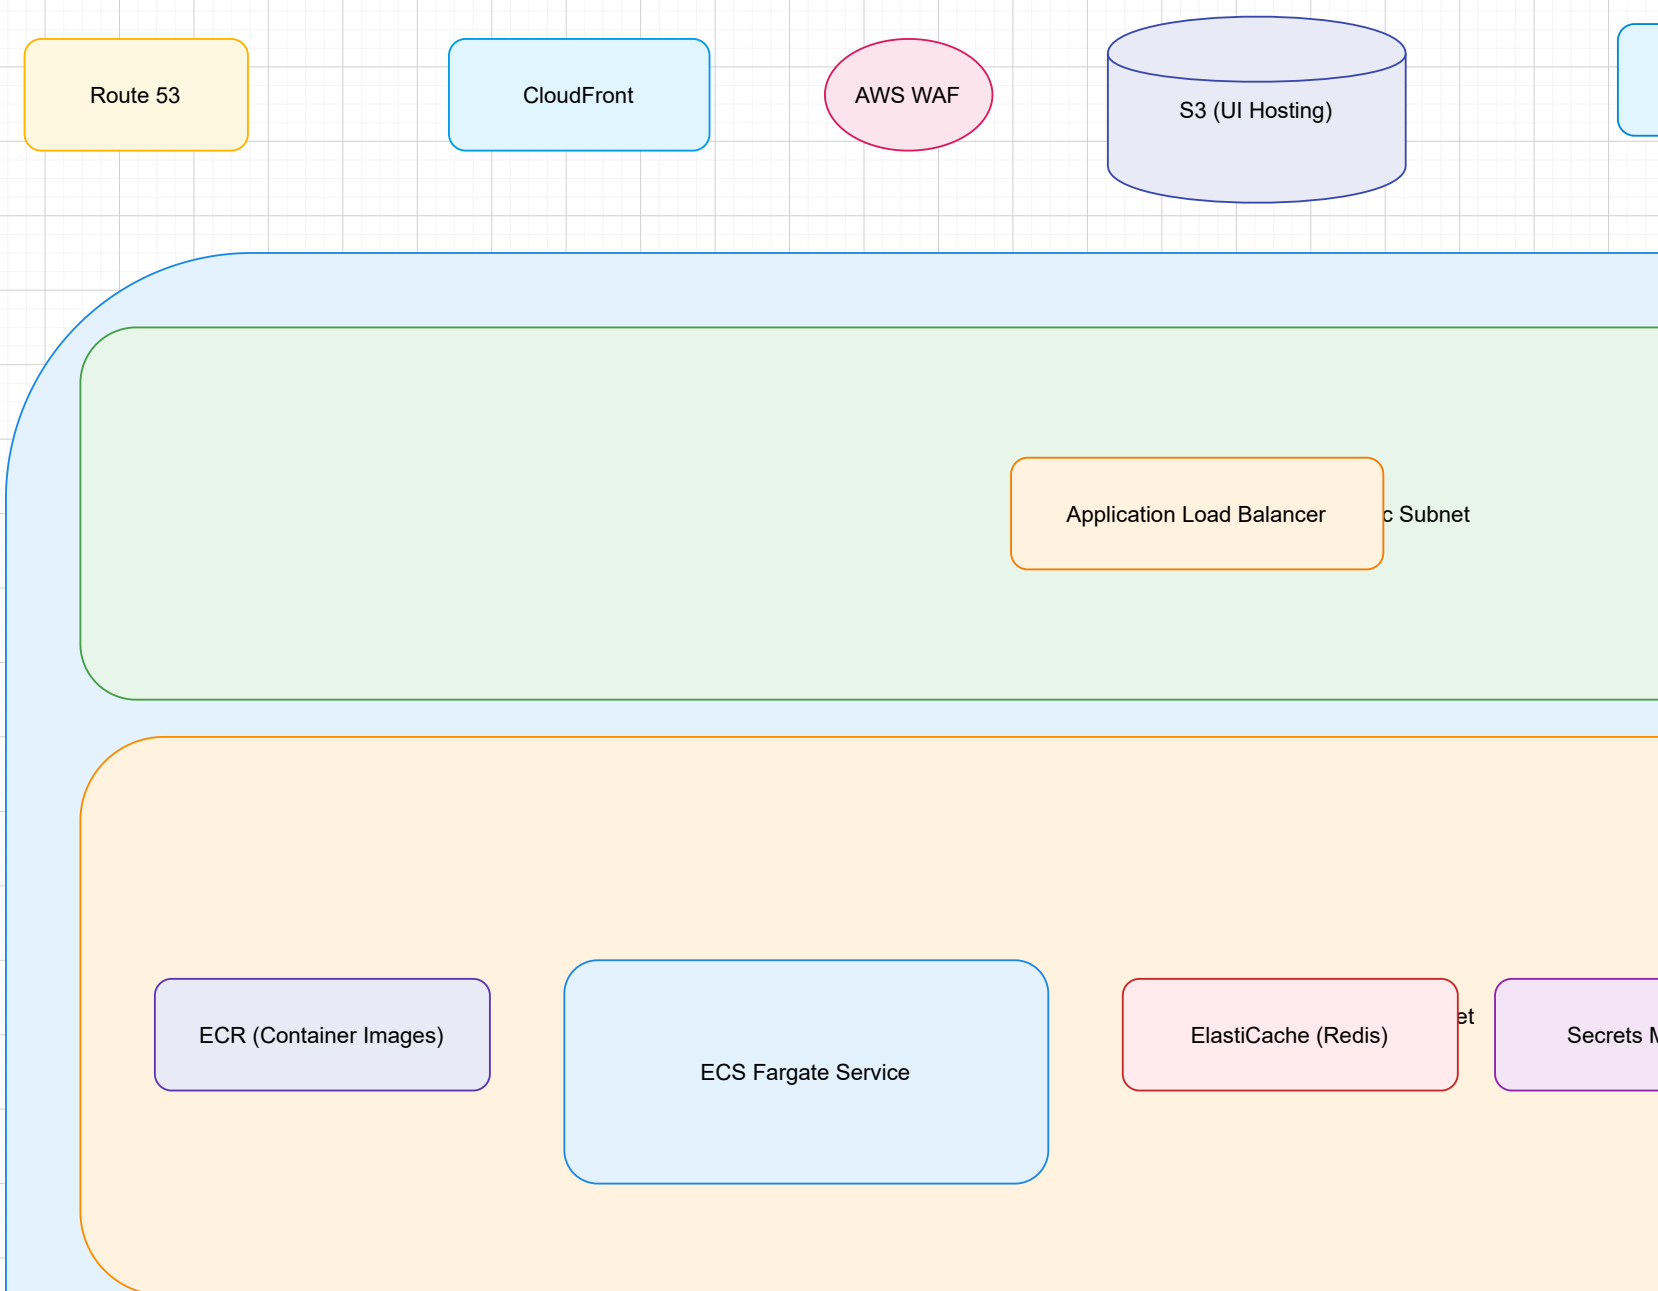 Route 53
CloudFront
AWS WAF
S3 (UI Hosting)
Application Load Balancer
c Subnet
ECR (Container Images)
ECS Fargate Service
ElastiCache (Redis)
et
Secrets